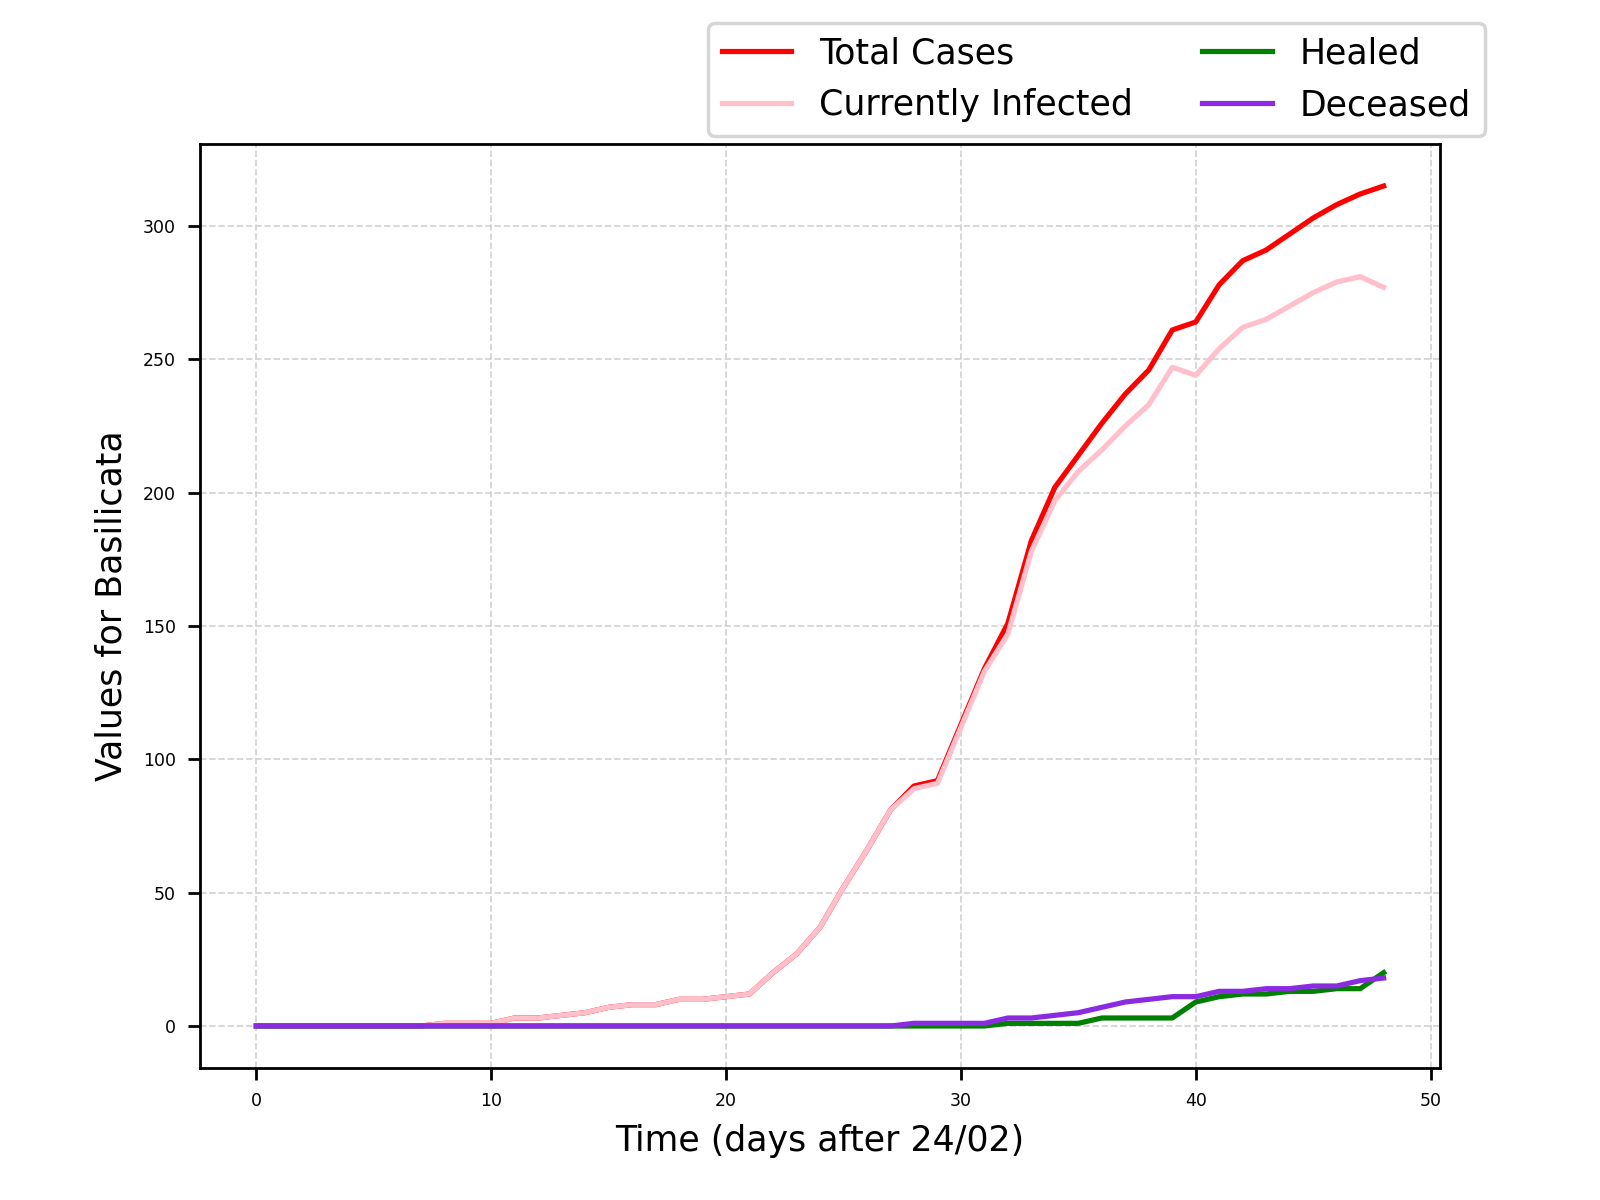 Total Cases
Currently Infected
Healed
Deceased
300
250
200
150
100
50
0
Values for Basilicata
0 10 20 30 40 50
Time (days after 24/02)